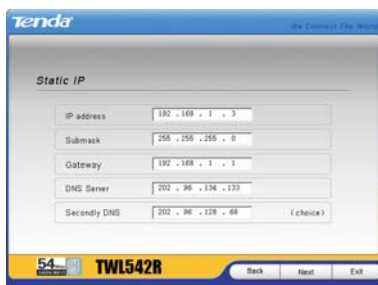 Tenda
We Connect The World
Static IP
IP address 192 . 168 . 1 . 3
Submask 255 . 255 . 255 . 0
Gateway 192 . 168 . 1 . 1
DNS Server 202 . 96 . 134 . 133
Secondly DNS 202 . 96 . 128 . 68 (choice)
54 TWL542R
Back Next Exit